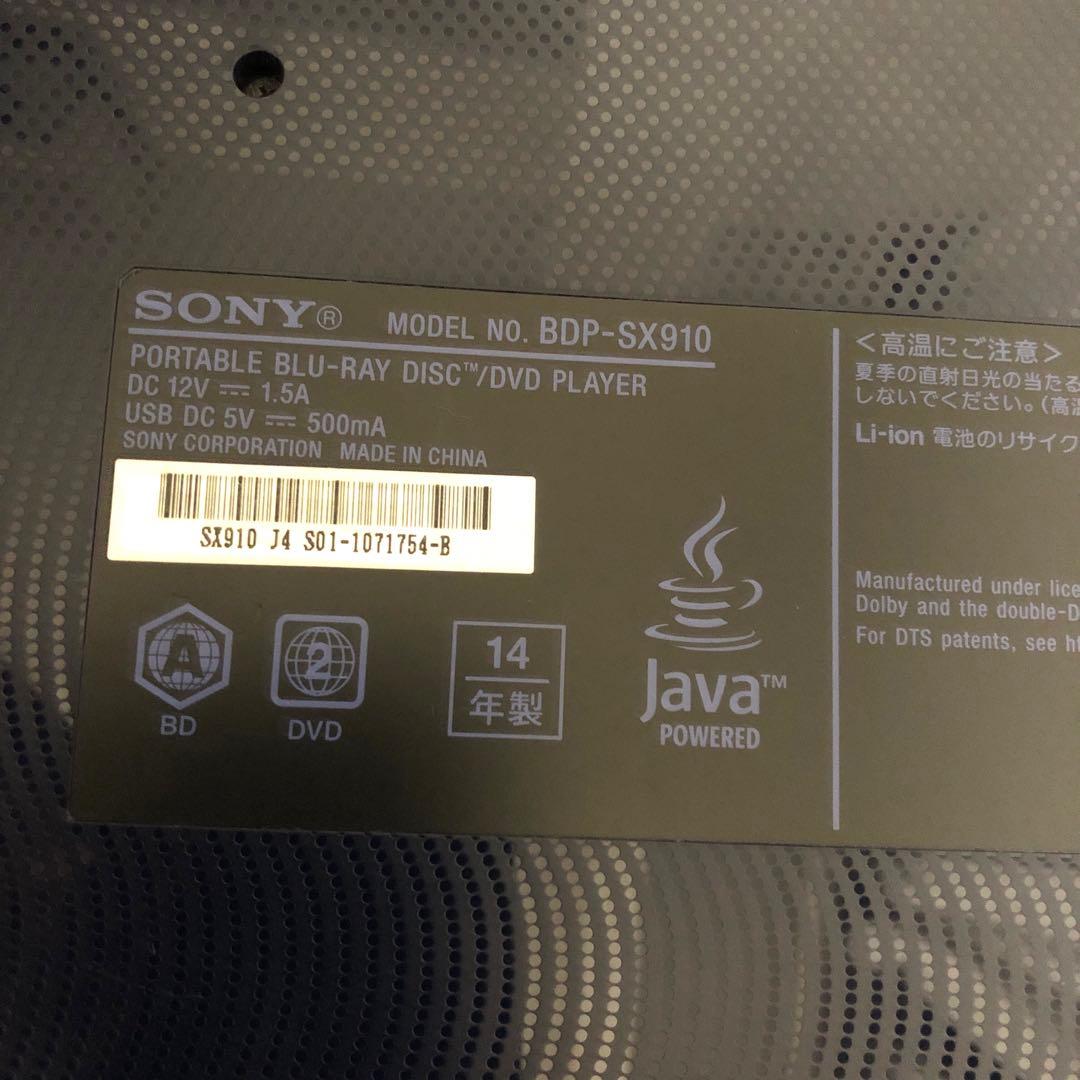 SONY®
MODEL NO. BDP-SX910
PORTABLE BLU-RAY DISC™/DVD PLAYER
DC 12V ⎓ 1.5A
USB DC 5V ⎓ 500mA
SONY CORPORATION MADE IN CHINA
SX910 J4 S01-1071754-B
A
BD
2
DVD
14
年製
Java™
POWERED
<高温にご注意>
夏季の直射日光の当たる
しないでください。(高温
Li-ion 電池のリサイク
Manufactured under lice
Dolby and the double-D
For DTS patents, see ht